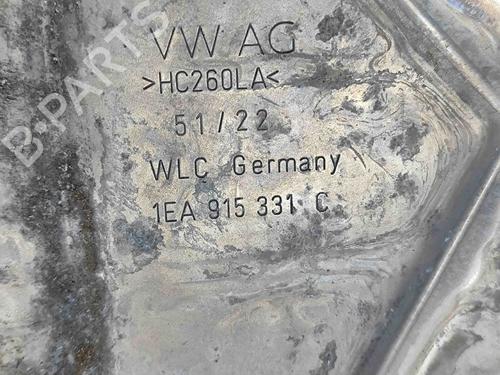 VW AG
>HC260LA<
51/22
WLC Germany
1EA 915 331 C
B-PARTS